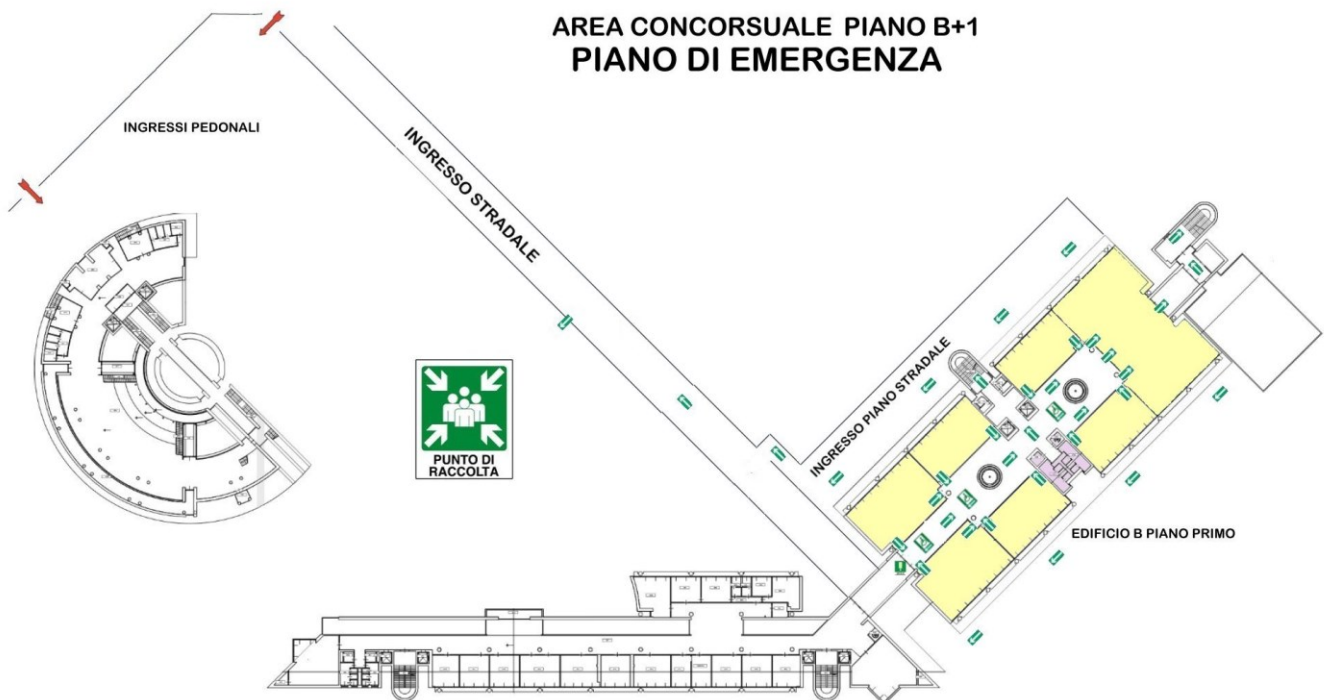 AREA CONCORSUALE PIANO B+1
PIANO DI EMERGENZA
INGRESSI PEDONALI
INGRESSO STRADALE
INGRESSO PIANO STRADALE
PUNTO DI
RACCOLTA
EDIFICIO B PIANO PRIMO